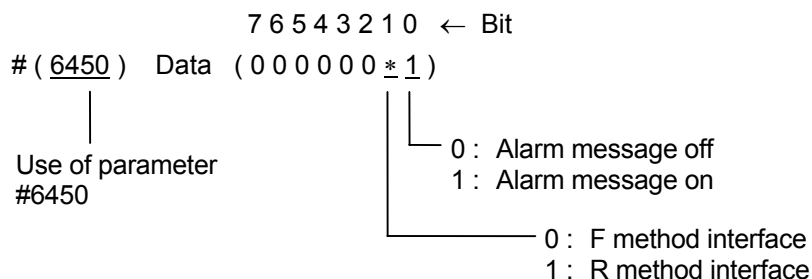 7 6 5 4 3 2 1 0 ← Bit
# ( 6450 ) Data ( 0 0 0 0 0 0 * 1 )
Use of parameter
#6450
0 : Alarm message off
1 : Alarm message on
0 : F method interface
1 : R method interface